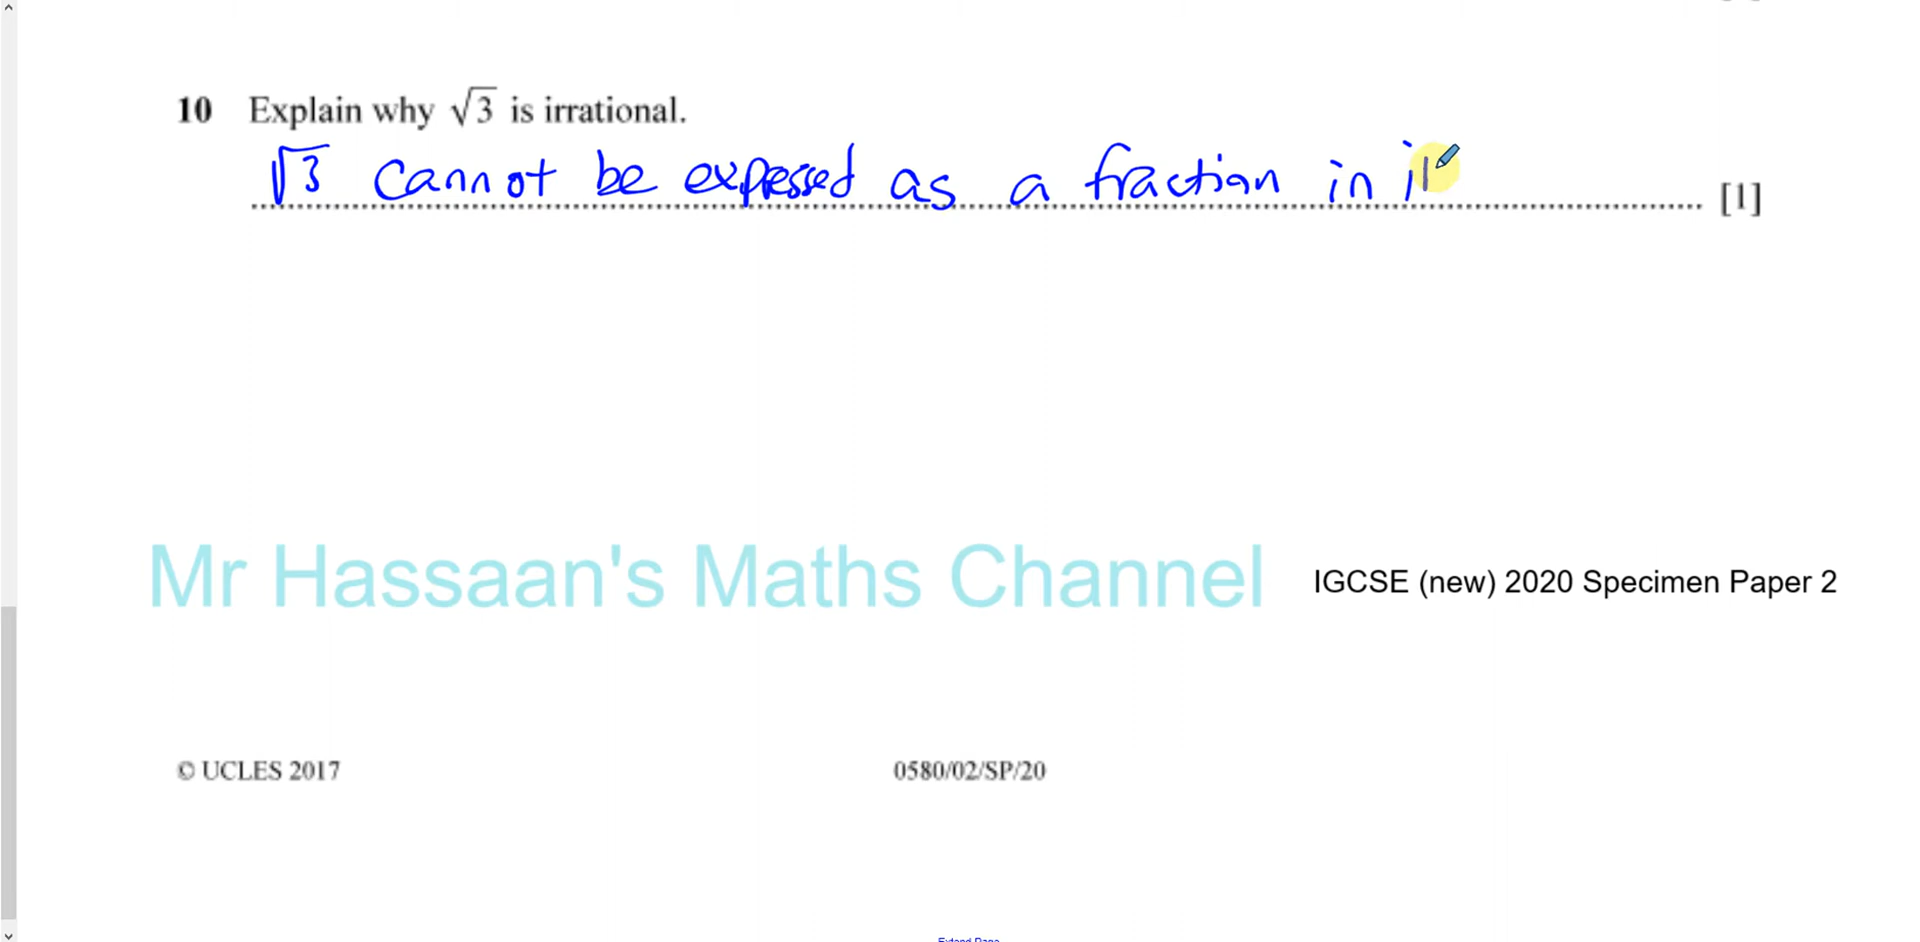 10 Explain why √3 is irrational.
√3 cannot be expressed as a fraction in
[1]
Mr Hassaan's Maths Channel
IGCSE (new) 2020 Specimen Paper 2
© UCLES 2017
0580/02/SP/20